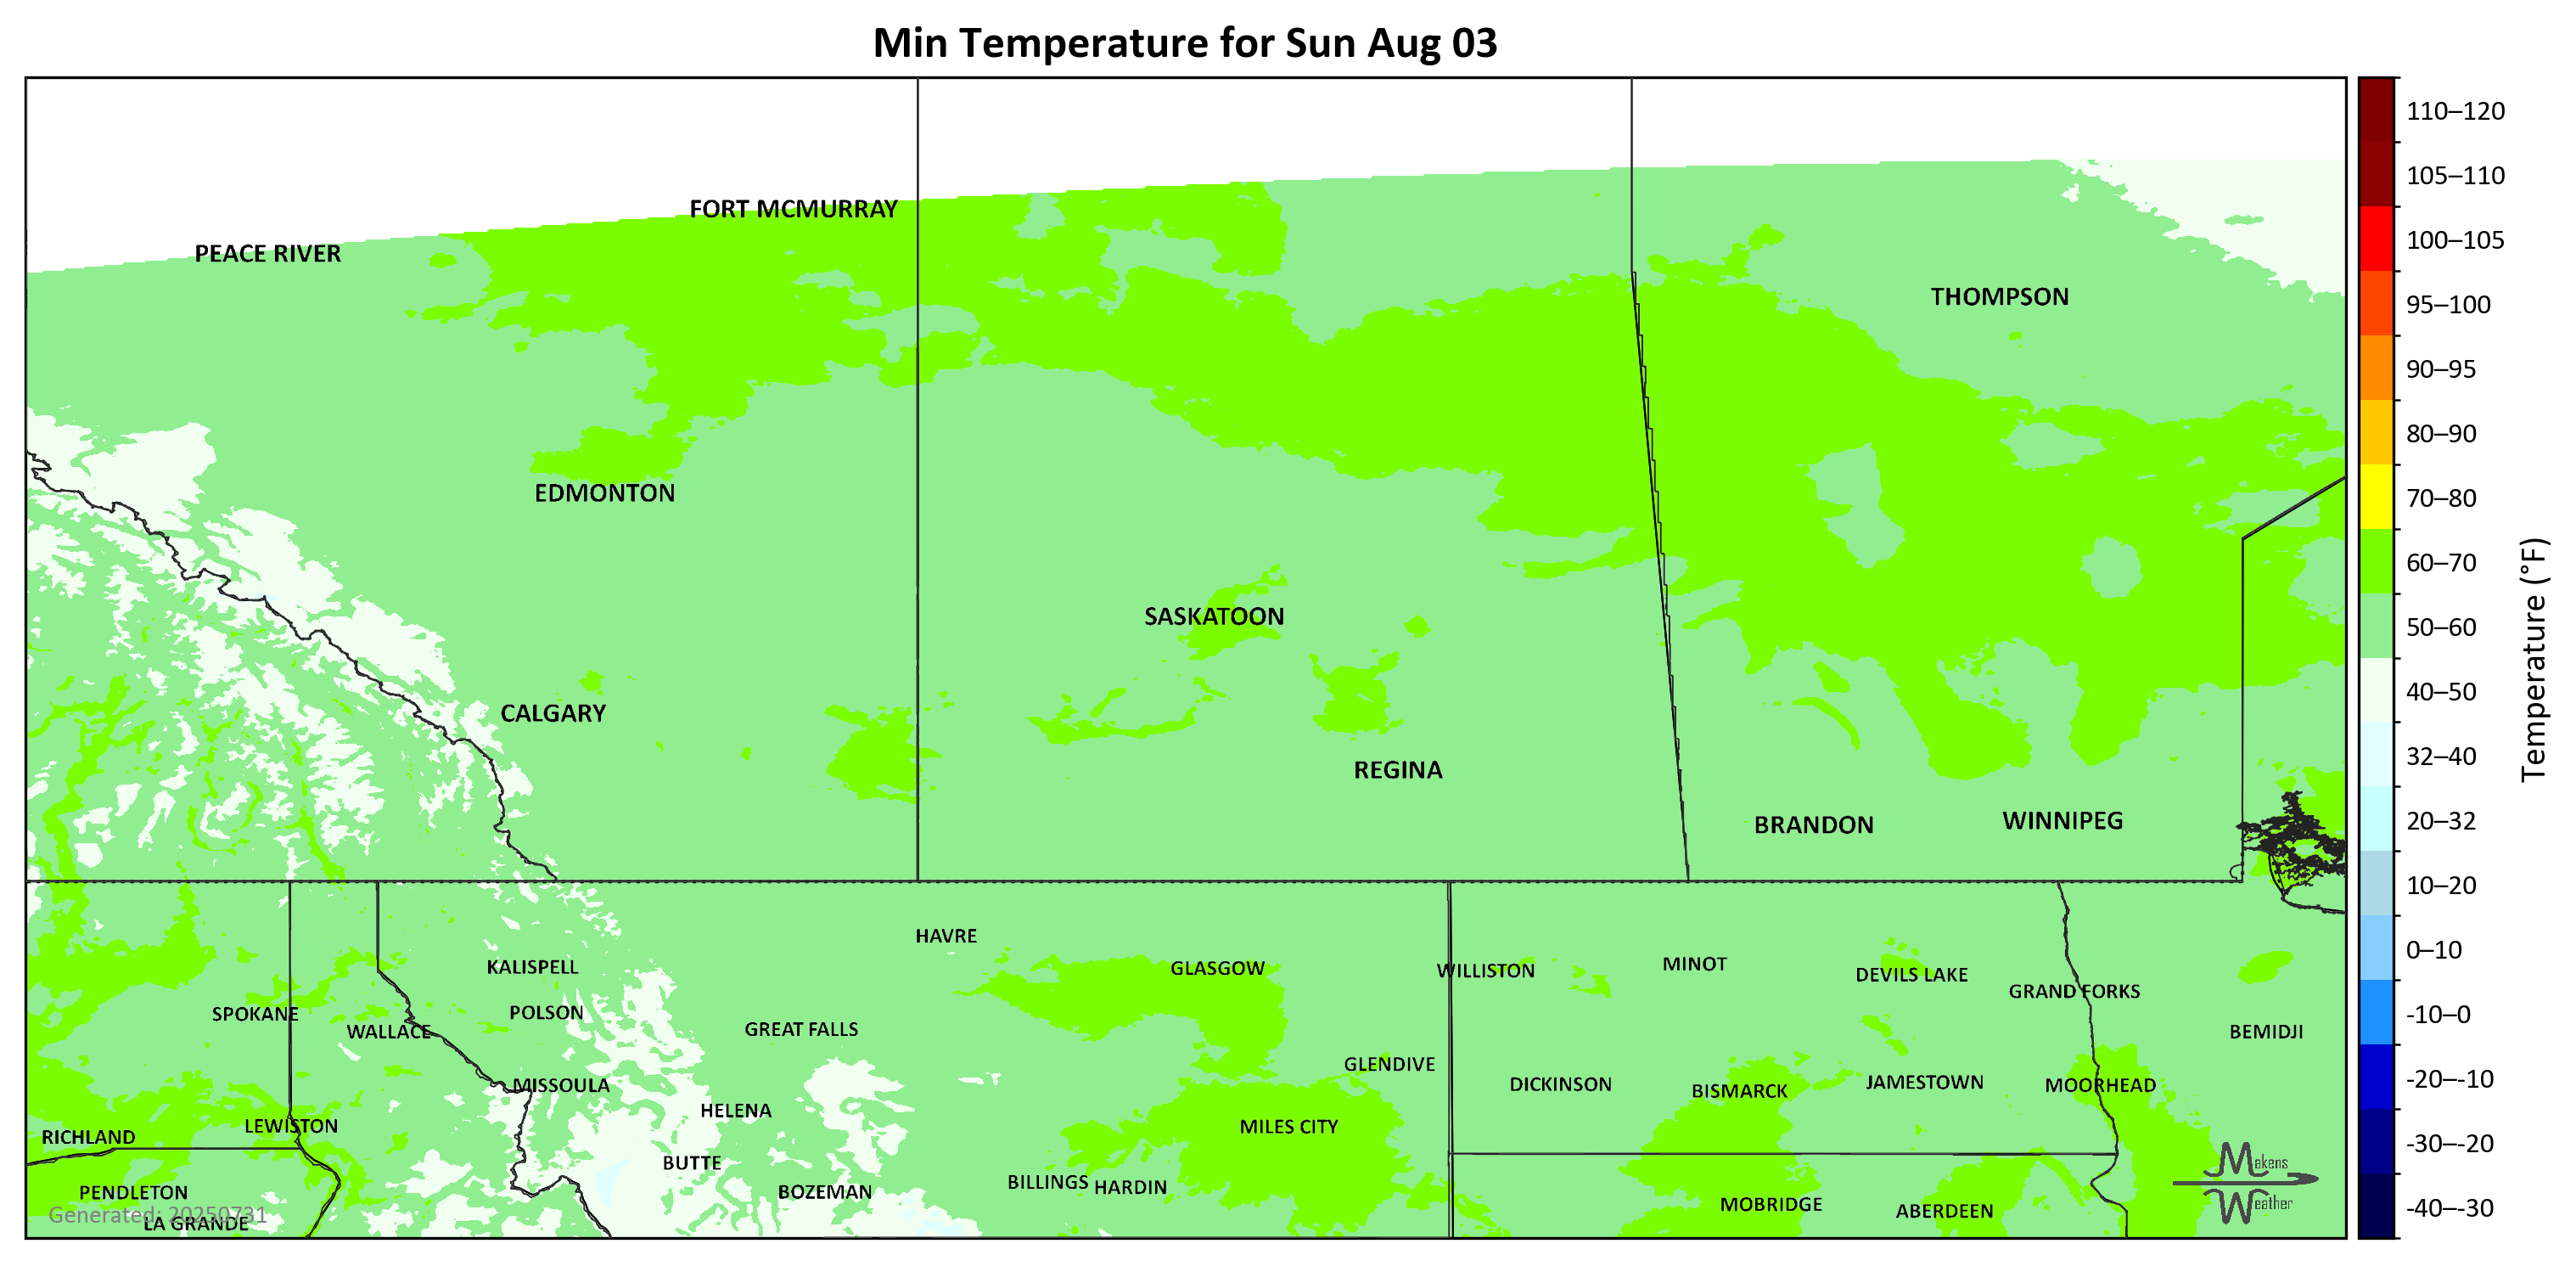 Min Temperature for Sun Aug 03
FORT MCMURRAY
PEACE RIVER
THOMPSON
EDMONTON
SASKATOON
CALGARY
REGINA
BRANDON
WINNIPEG
HAVRE
KALISPELL
GLASGOW
WILLISTON
MINOT
DEVILS LAKE
GRAND FORKS
SPOKANE
POLSON
WALLACE
GREAT FALLS
BEMIDJI
GLENDIVE
MISSOULA
DICKINSON
BISMARCK
JAMESTOWN
MOORHEAD
HELENA
LEWISTON
MILES CITY
RICHLAND
BUTTE
BILLINGS
HARDIN
BOZEMAN
PENDLETON
MOBRIDGE
ABERDEEN
Generated: 20250731
LA GRANDE
Makens
Weather
110–120
105–110
100–105
95–100
90–95
80–90
70–80
60–70
50–60
40–50
32–40
20–32
10–20
0–10
-10–0
-20–-10
-30–-20
-40–-30
Temperature (°F)